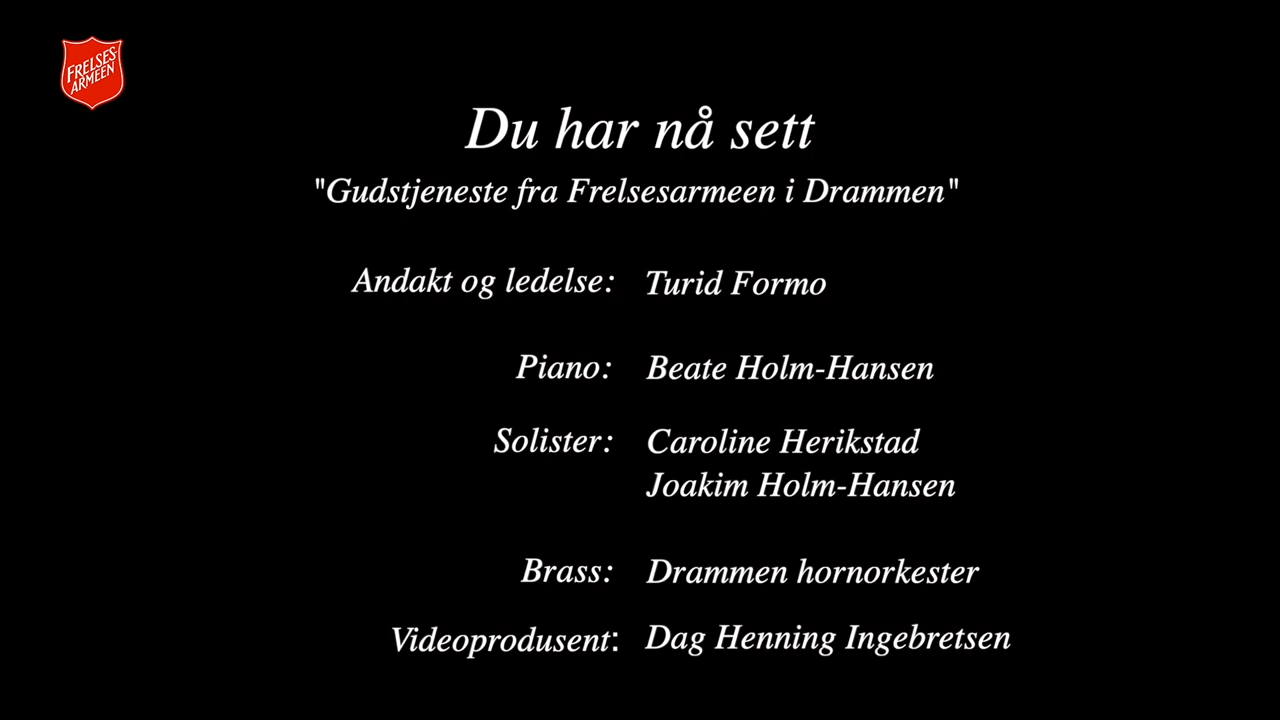 FRELSES-
ARMEEN
Du har nå sett
"Gudstjeneste fra Frelsesarmeen i Drammen"
Andakt og ledelse: Turid Formo
Piano: Beate Holm-Hansen
Solister: Caroline Herikstad
Joakim Holm-Hansen
Brass: Drammen hornorkester
Videoprodusent: Dag Henning Ingebretsen